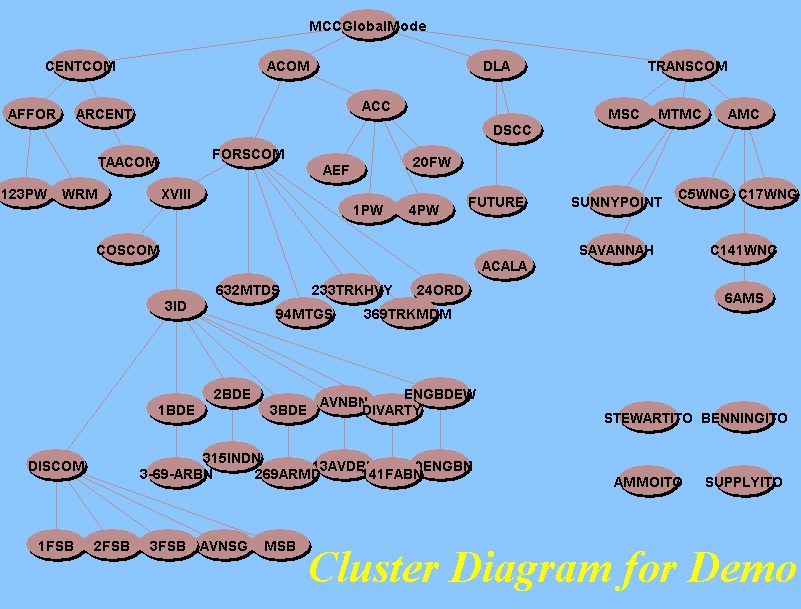 MCCGlobalMode
CENTCOM ACOM DLA TRANSCOM
AFFOR ARCENT ACC MSC MTMC AMC
DSCC
TAACOM FORSCOM AEF 20FW
123PW WRM XVIII 1PW 4PW FUTURE SUNNYPOINT C5WNG C17WNG
COSCOM ACALA SAVANNAH C141WNG
632MTDS 233TRKHVY 24ORD 6AMS
3ID 94MTGS 369TRKMDM
1BDE 2BDE 3BDE AVNBN DIVARTY ENGBDEW STEWARTITO BENNINGITO
DISCOM 3-69-ARBN 315INDN 269ARMD 141FABN AMMOITO SUPPLYITO
1FSB 2FSB 3FSB AVNSG MSB
Cluster Diagram for Demo